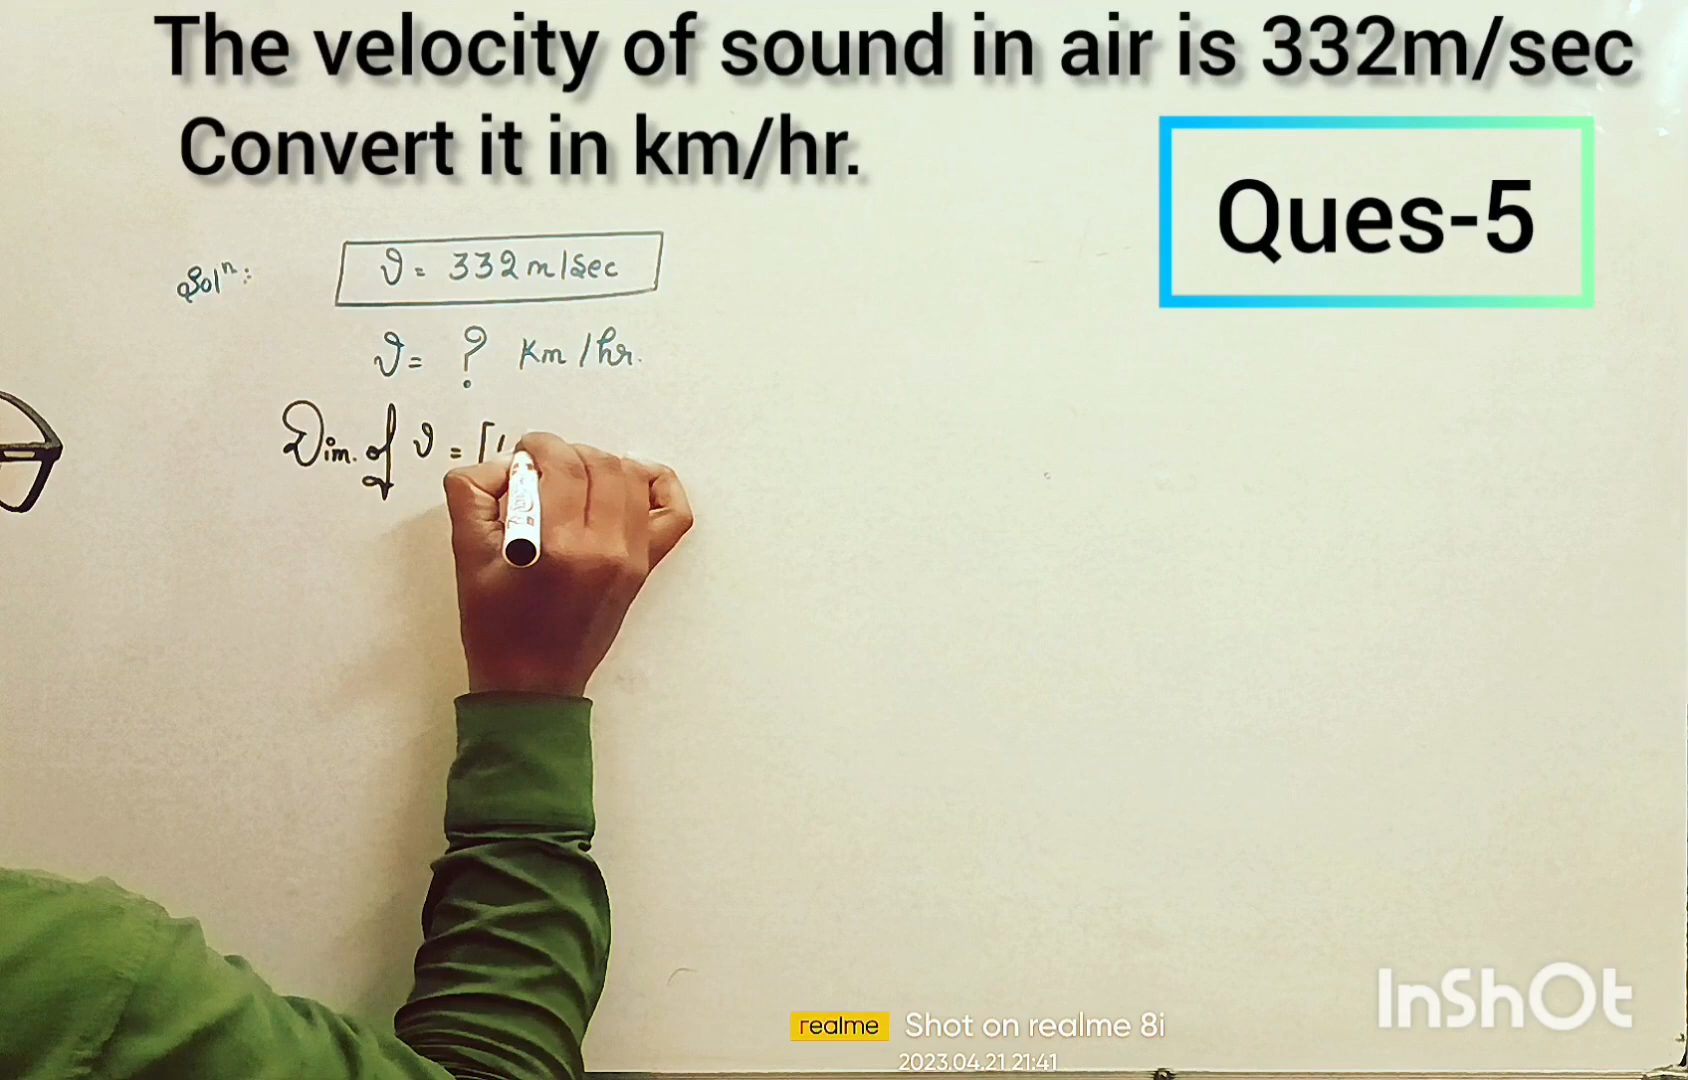 The velocity of sound in air is 332m/sec
Convert it in km/hr.
Ques-5
Solⁿ: v = 332 m/sec
v = ? Km/hr.
Dim. of v = [
InShOt
realme Shot on realme 8i
2023.04.21 21:41